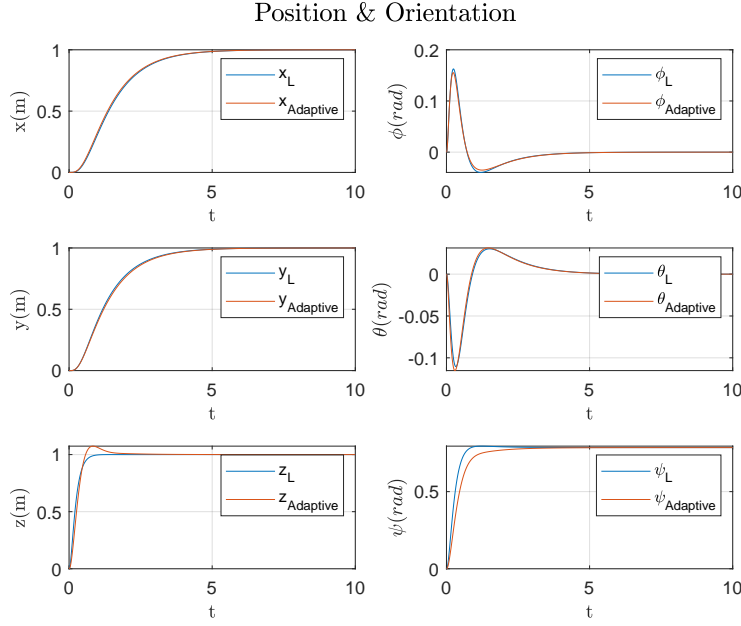 Position & Orientation
x(m)
1
0.5
0
0 5 10
t
x_L
x_Adaptive
ϕ(rad)
0.2
0.1
0
0 5 10
t
ϕ_L
ϕ_Adaptive
y(m)
1
0.5
0
0 5 10
t
y_L
y_Adaptive
θ(rad)
0
-0.05
-0.1
0 5 10
t
θ_L
θ_Adaptive
z(m)
1
0.5
0
0 5 10
t
z_L
z_Adaptive
ψ(rad)
0.5
0
0 5 10
t
ψ_L
ψ_Adaptive